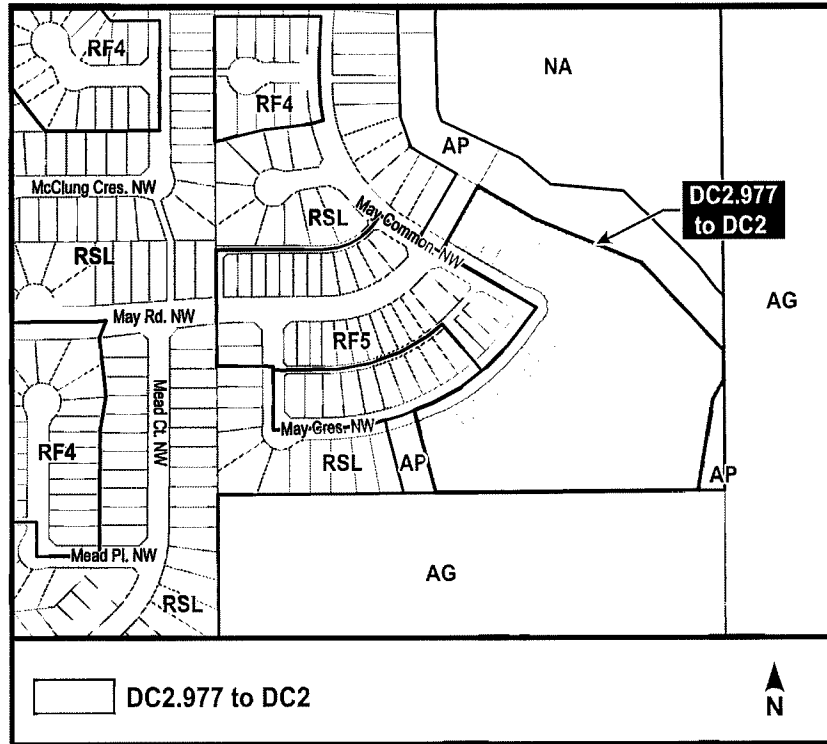 RF4
NA
RF4
AP
McClung Cres. NW
DC2.977
to DC2
RSL
May Common NW
RSL
AG
May Rd. NW
RF5
Mead Ct. NW
May Cres. NW
RF4
RSL
AP
AP
Mead Pl. NW
AG
RSL
DC2.977 to DC2
N